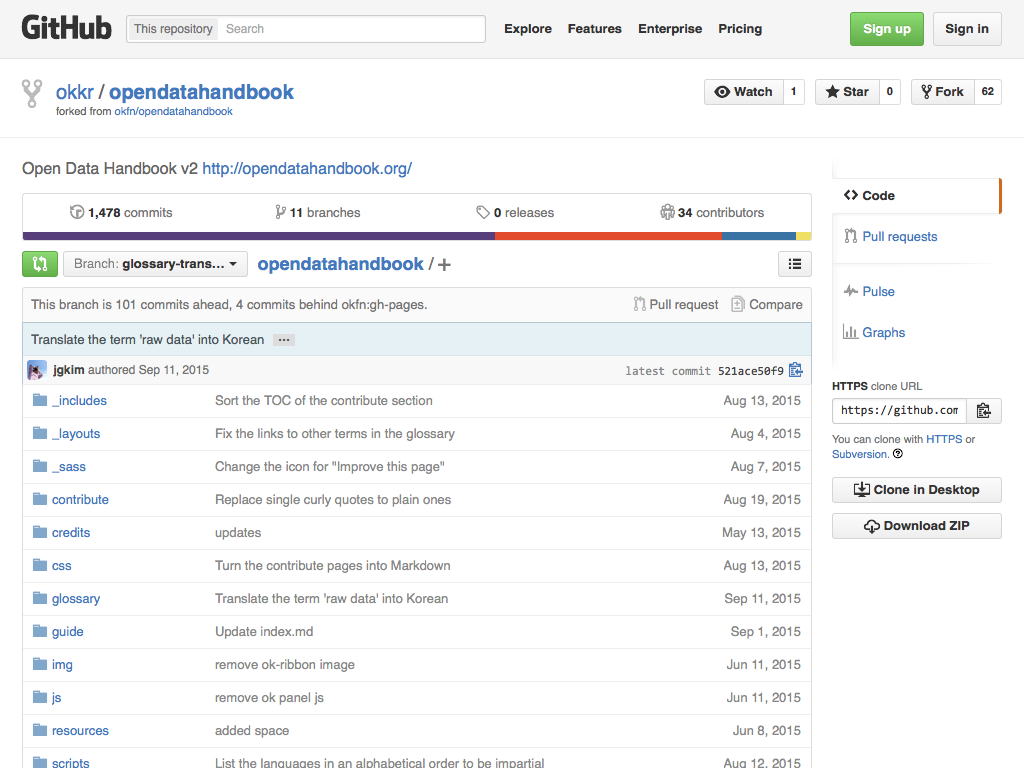 GitHub This repository Search Explore Features Enterprise Pricing Sign up Sign in
okkr / opendatahandbook Watch 1 Star 0 Fork 62
forked from okfn/opendatahandbook
Open Data Handbook v2 http://opendatahandbook.org/
1,478 commits 11 branches 0 releases 34 contributors
Branch: glossary-trans... opendatahandbook / +
This branch is 101 commits ahead, 4 commits behind okfn:gh-pages. Pull request Compare
Translate the term 'raw data' into Korean ...
jgkim authored Sep 11, 2015 latest commit 521ace50f9
_includes Sort the TOC of the contribute section Aug 13, 2015
_layouts Fix the links to other terms in the glossary Aug 4, 2015
_sass Change the icon for "Improve this page" Aug 7, 2015
contribute Replace single curly quotes to plain ones Aug 19, 2015
credits updates May 13, 2015
css Turn the contribute pages into Markdown Aug 13, 2015
glossary Translate the term 'raw data' into Korean Sep 11, 2015
guide Update index.md Sep 1, 2015
img remove ok-ribbon image Jun 11, 2015
js remove ok panel js Jun 11, 2015
resources added space Jun 8, 2015
scripts List the languages in an alphabetical order to be impartial Aug 12, 2015
Code
Pull requests
Pulse
Graphs
HTTPS clone URL
https://github.com
You can clone with HTTPS or
Subversion.
Clone in Desktop
Download ZIP